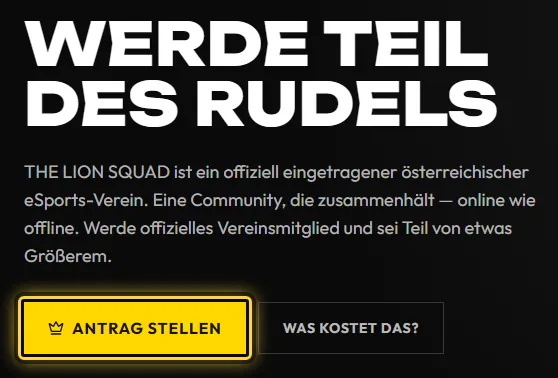 WERDE TEIL
DES RUDELS
THE LION SQUAD ist ein offiziell eingetragener österreichischer
eSports-Verein. Eine Community, die zusammenhält — online wie
offline. Werde offizielles Vereinsmitglied und sei Teil von etwas
Größerem.
ANTRAG STELLEN
WAS KOSTET DAS?